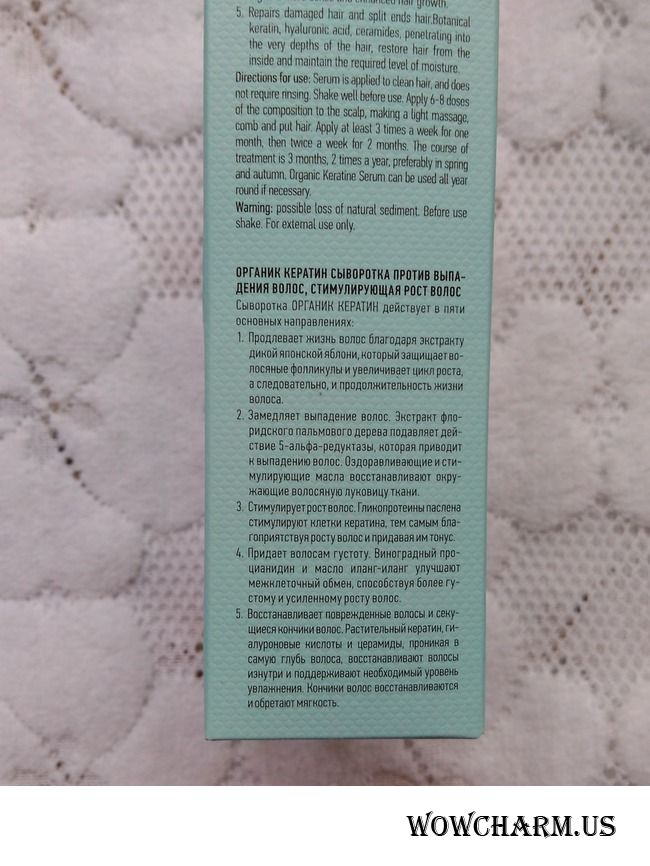 5. Repairs damaged hair and split ends hair.Botanical
keratin, hyaluronic acid, ceramides, penetrating into
the very depths of the hair, restore hair from the
inside and maintain the required level of moisture.
Directions for use: Serum is applied to clean hair, and does
not require rinsing. Shake well before use. Apply 6-8 doses
of the composition to the scalp, making a light massage,
comb and put hair. Apply at least 3 times a week for one
month, then twice a week for 2 months. The course of
treatment is 3 months, 2 times a year, preferably in spring
and autumn. Organic Keratine Serum can be used all year
round if necessary.
Warning: possible loss of natural sediment. Before use
shake. For external use only.
ОРГАНИК КЕРАТИН СЫВОРОТКА ПРОТИВ ВЫПА-
ДЕНИЯ ВОЛОС, СТИМУЛИРУЮЩАЯ РОСТ ВОЛОС
Сыворотка ОРГАНИК КЕРАТИН действует в пяти
основных направлениях:
1. Продлевает жизнь волос благодаря экстракту
дикой японской яблони, который защищает во-
лосяные фолликулы и увеличивает цикл роста,
а следовательно, и продолжительность жизни
волоса.
2. Замедляет выпадение волос. Экстракт фло-
ридского пальмового дерева подавляет дей-
ствие 5-альфа-редуктазы, которая приводит
к выпадению волос. Оздоравливающие и сти-
мулирующие масла восстанавливают окру-
жающие волосяную луковицу ткани.
3. Стимулирует рост волос. Гликопротеины паслена
стимулируют клетки кератина, тем самым бла-
гоприятствуя росту волос и придавая им тонус.
4. Придает волосам густоту. Виноградный про-
цианидин и масло иланг-иланг улучшают
межклеточный обмен, способствуя более гу-
стому и усиленному росту волос.
5. Восстанавливает поврежденные волосы и секу-
щиеся кончики волос. Растительный кератин, ги-
алуроновые кислоты и церамиды, проникая в
самую глубь волоса, восстанавливают волосы
изнутри и поддерживают необходимый уровень
увлажнения. Кончики волос восстанавливаются
и обретают мягкость.
WOWCHARM.US